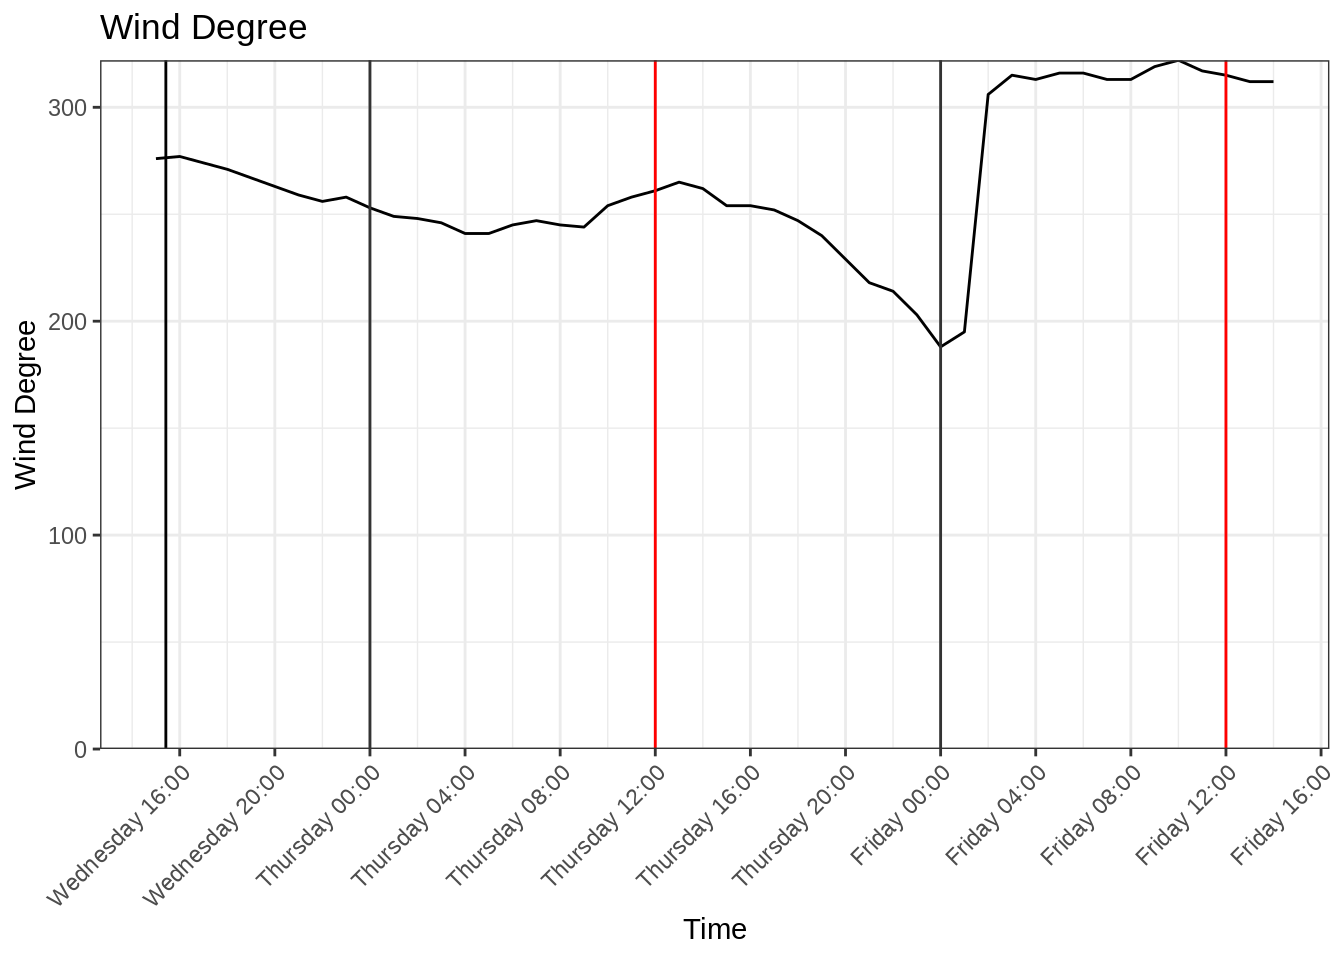 Wind Degree
Wind Degree
300
200
100
0
Wednesday 16:00
Wednesday 20:00
Thursday 00:00
Thursday 04:00
Thursday 08:00
Thursday 12:00
Thursday 16:00
Thursday 20:00
Friday 00:00
Friday 04:00
Friday 08:00
Friday 12:00
Friday 16:00
Time